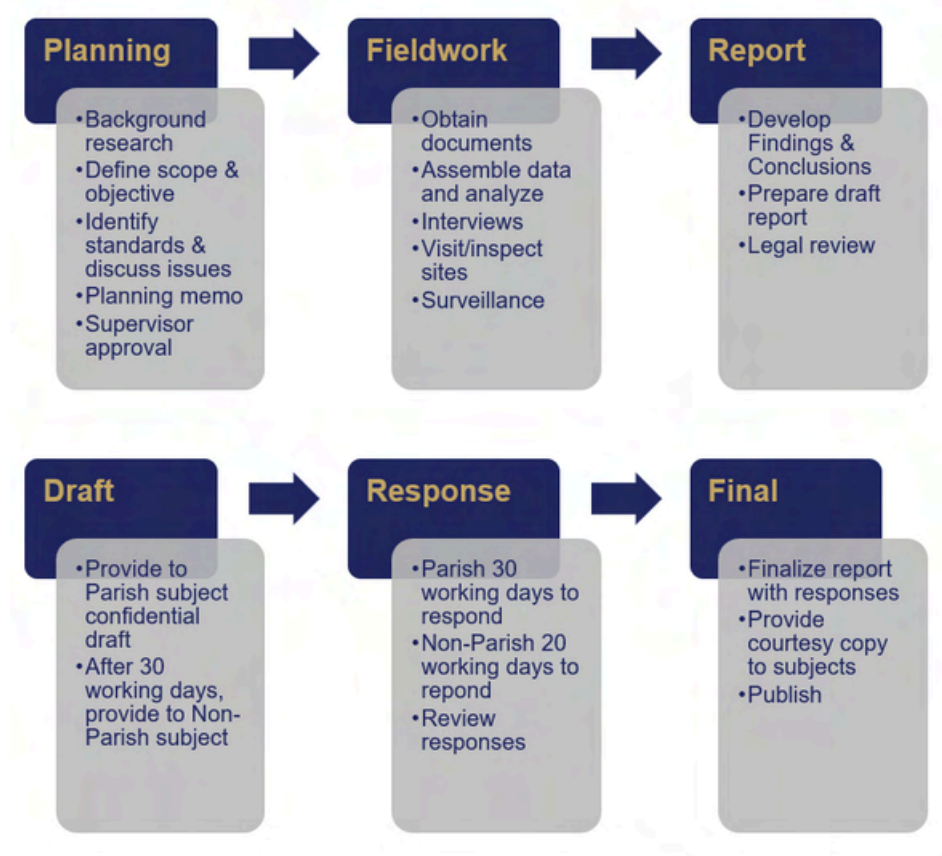 Planning
•Background
research
•Define scope &
objective
•Identify
standards &
discuss issues
•Planning memo
•Supervisor
approval
Fieldwork
•Obtain
documents
•Assemble data
and analyze
•Interviews
•Visit/inspect
sites
•Surveillance
Report
•Develop
Findings &
Conclusions
•Prepare draft
report
•Legal review
Draft
•Provide to
Parish subject
confidential
draft
•After 30
working days,
provide to Non-
Parish subject
Response
•Parish 30
working days to
respond
•Non-Parish 20
working days to
repond
•Review
responses
Final
•Finalize report
with responses
•Provide
courtesy copy
to subjects
•Publish